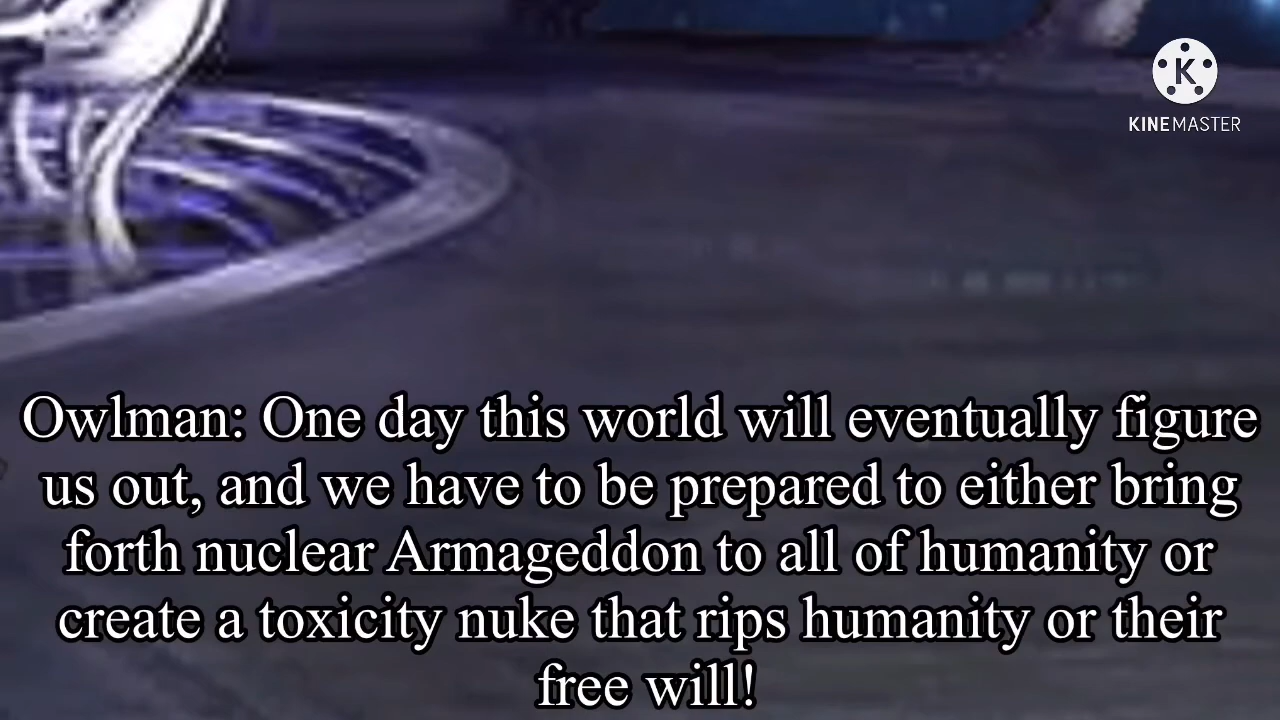 K
KINEMASTER
Owlman: One day this world will eventually figure
us out, and we have to be prepared to either bring
forth nuclear Armageddon to all of humanity or
create a toxicity nuke that rips humanity or their
free will!